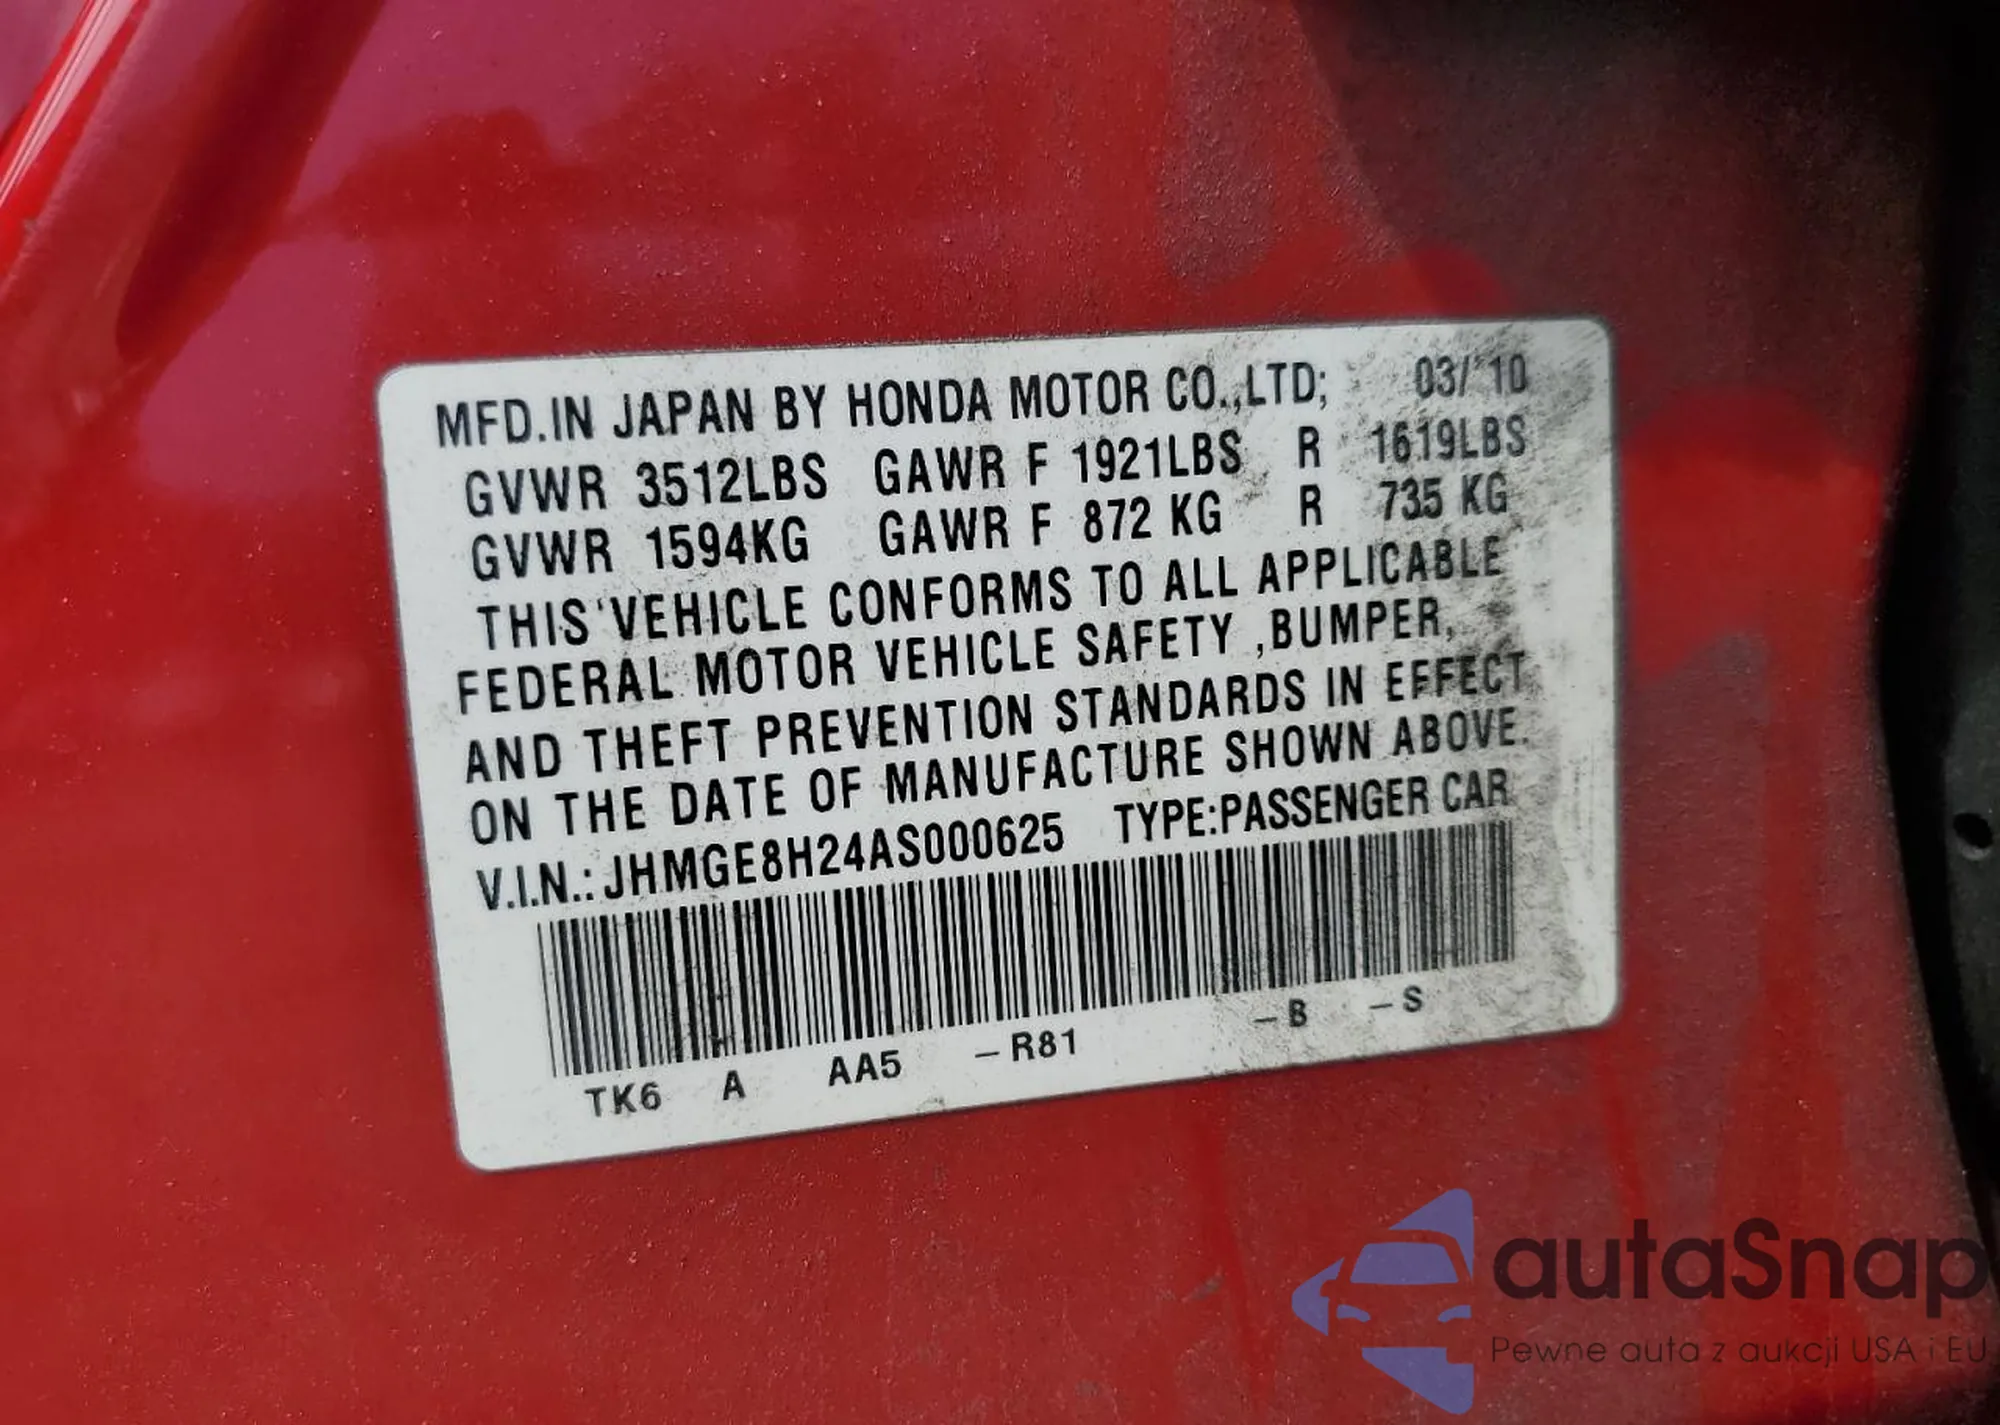 MFD.IN JAPAN BY HONDA MOTOR CO.,LTD; 03/'10
GVWR 3512LBS GAWR F 1921LBS R 1619LBS
GVWR 1594KG GAWR F 872 KG R 735 KG
THIS VEHICLE CONFORMS TO ALL APPLICABLE
FEDERAL MOTOR VEHICLE SAFETY ,BUMPER,
AND THEFT PREVENTION STANDARDS IN EFFECT
ON THE DATE OF MANUFACTURE SHOWN ABOVE.
V.I.N.: JHMGE8H24AS000625 TYPE:PASSENGER CAR
TK6 A AA5 –R81 –B –S
autaSnap
Pewne auta z aukcji USA i EU